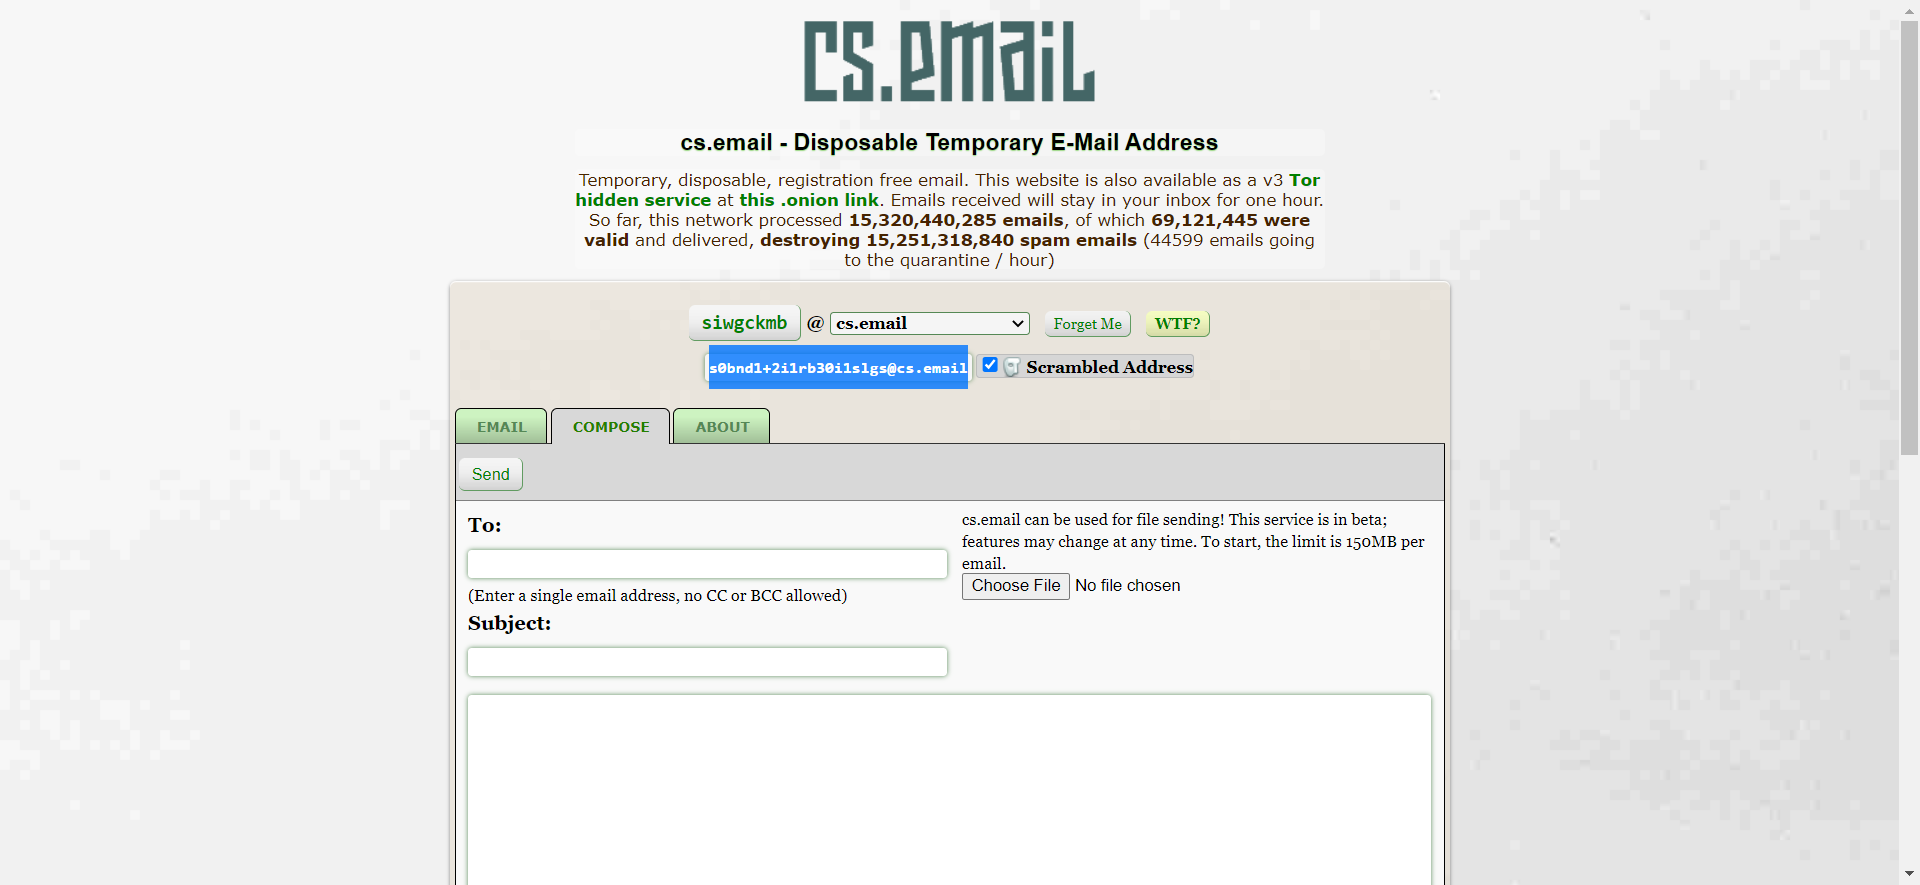 cs.email
cs.email - Disposable Temporary E-Mail Address
Temporary, disposable, registration free email. This website is also available as a v3 Tor
hidden service at this .onion link. Emails received will stay in your inbox for one hour.
So far, this network processed 15,320,440,285 emails, of which 69,121,445 were
valid and delivered, destroying 15,251,318,840 spam emails (44599 emails going
to the quarantine / hour)
siwgckmb @ cs.email Forget Me WTF?
s0bnd1+2i1rb30i1slgs@cs.email Scrambled Address
EMAIL COMPOSE ABOUT
Send
To:
(Enter a single email address, no CC or BCC allowed)
Subject:
cs.email can be used for file sending! This service is in beta;
features may change at any time. To start, the limit is 150MB per
email.
Choose File No file chosen